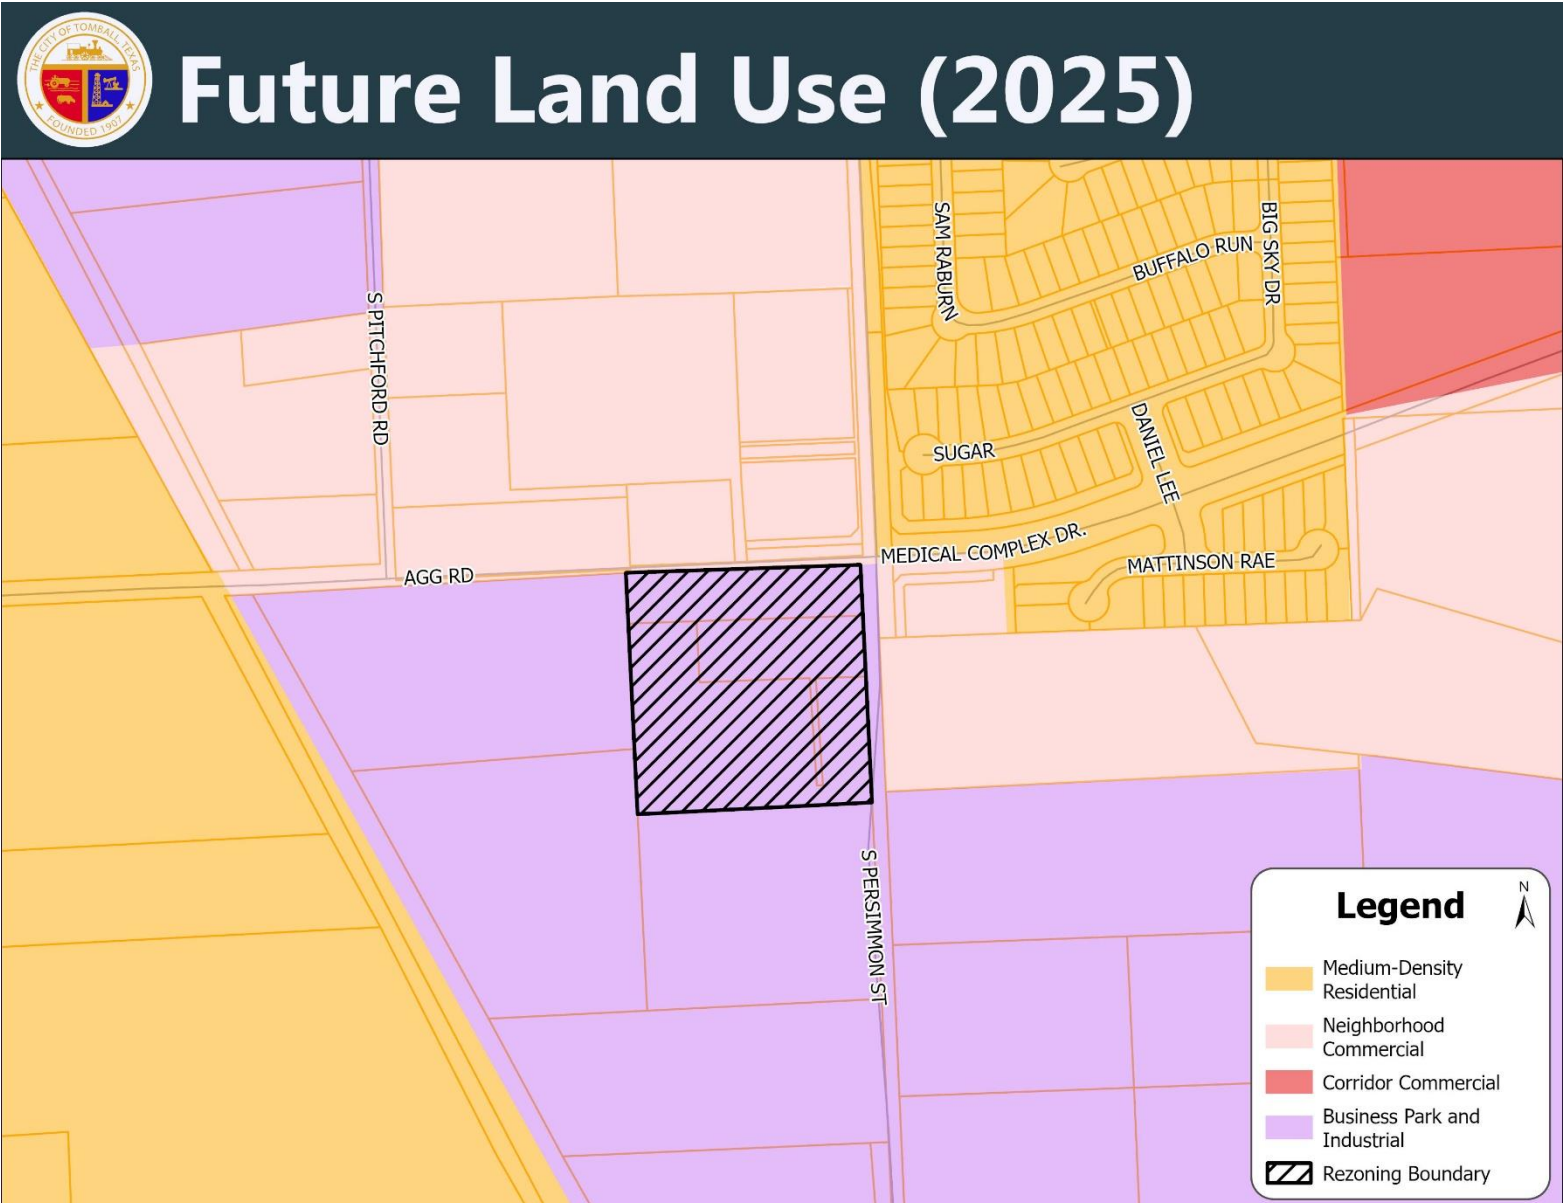 THE CITY OF TOMBALL, TEXAS
FOUNDED 1907
Future Land Use (2025)
SAM RABURN
BIG SKY DR
BUFFALO RUN
S PITCHFORD RD
DANIEL LEE
SUGAR
MEDICAL COMPLEX DR.
MATTINSON RAE
AGG RD
S PERSIMMON ST
Legend
N
Medium-Density
Residential
Neighborhood
Commercial
Corridor Commercial
Business Park and
Industrial
Rezoning Boundary